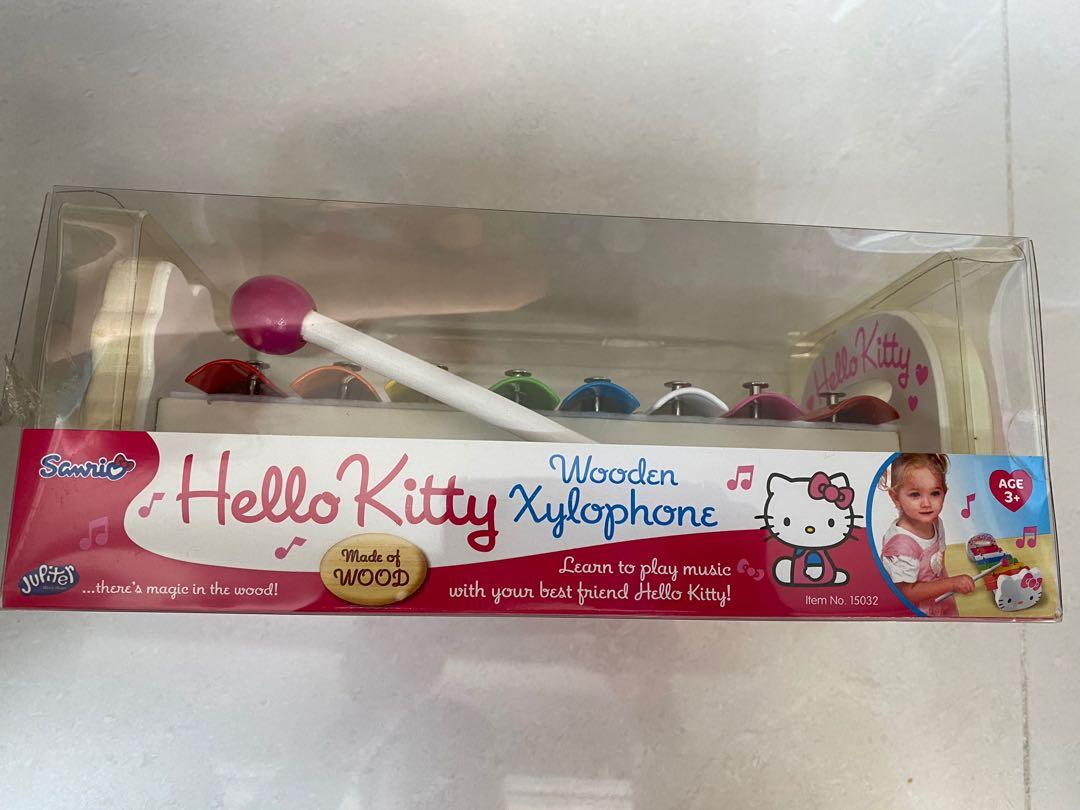 Hello Kitty
Sanrio
Hello Kitty
Wooden
Xylophone
AGE
3+
Made of
WOOD
Jupiter
...there's magic in the wood!
Learn to play music
with your best friend Hello Kitty!
Item No. 15032